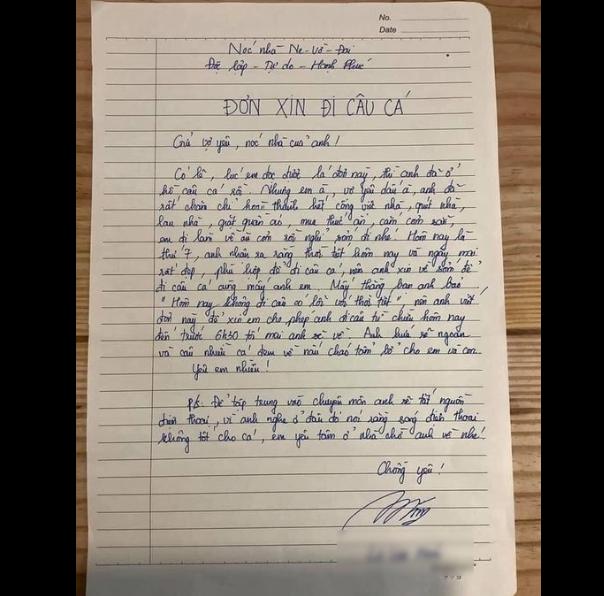 No.
Date
Nóc nhà Ne-Vờ-Đai
Độc lập - Tự do - Hạnh Phúc
ĐƠN XIN ĐI CÂU CÁ
Gửi vợ yêu, nóc nhà của anh!
Có lẽ, lúc em đọc được lá đơn này, thì anh đã ở
hồ câu cá rồi. Nhưng em à, vợ yêu dấu à, anh đã
rất chăm chỉ hoàn thành hết công việc nhà, quét nhà,
lau nhà, giặt quần áo, mua thức ăn, cắm cơm sẵn
em đi làm về ăn cơm rồi nghỉ sớm đi nhé. Hôm nay là
thứ 7, anh nhận ra rằng thời tiết hôm nay và ngày mai
rất đẹp, phù hợp để đi câu cá, nên anh xin về sớm để
đi câu cá cùng mấy anh em. Mấy thằng bạn anh bảo
"Hôm nay không đi câu có lỗi với thời tiết", nên anh viết
đơn này để xin em cho phép anh đi câu từ chiều hôm nay
đến trước 6h30 tối mai anh sẽ về. Anh hứa sẽ ngoan
và câu nhiều cá đem về nấu cháo tẩm bổ cho em và con.
Yêu em nhiều!
P/s: Để tập trung vào chuyên môn anh sẽ tắt nguồn
điện thoại, vì anh nghe ở đâu đó nói rằng sóng điện thoại
không tốt cho cá, em yên tâm ở nhà chờ anh về nhé!
Chồng yêu!